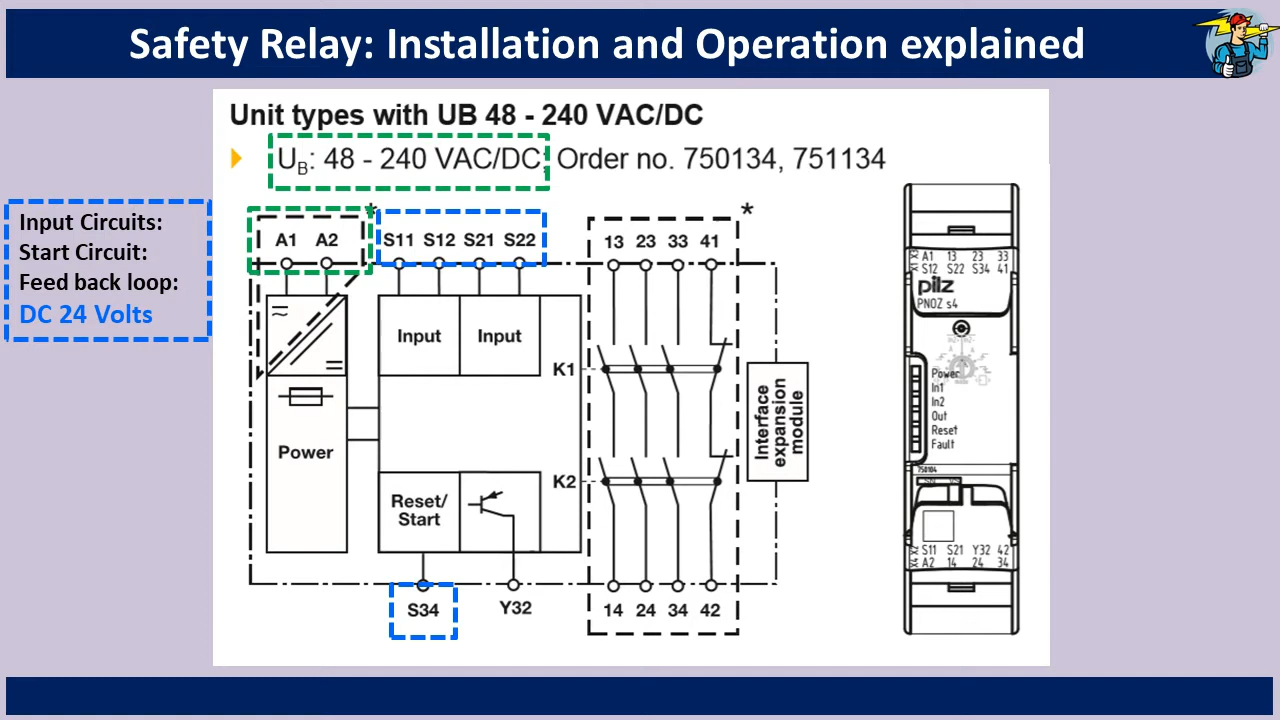 Safety Relay: Installation and Operation explained
Unit types with UB 48 - 240 VAC/DC
UB: 48 - 240 VAC/DC; Order no. 750134, 751134
Input Circuits:
Start Circuit:
Feed back loop:
DC 24 Volts
* *
A1 A2 S11 S12 S21 S22 13 23 33 41
Input Input
K1
Power
K2
Reset/
Start
Interface
expansion
module
S34 Y32 14 24 34 42
A1 13 23 33
S12 S22 S34 41
pilz
PNOZ s4
Power
In1
In2
Out
Reset
Fault
750104
S11 S21 Y32 42
A2 14 24 34